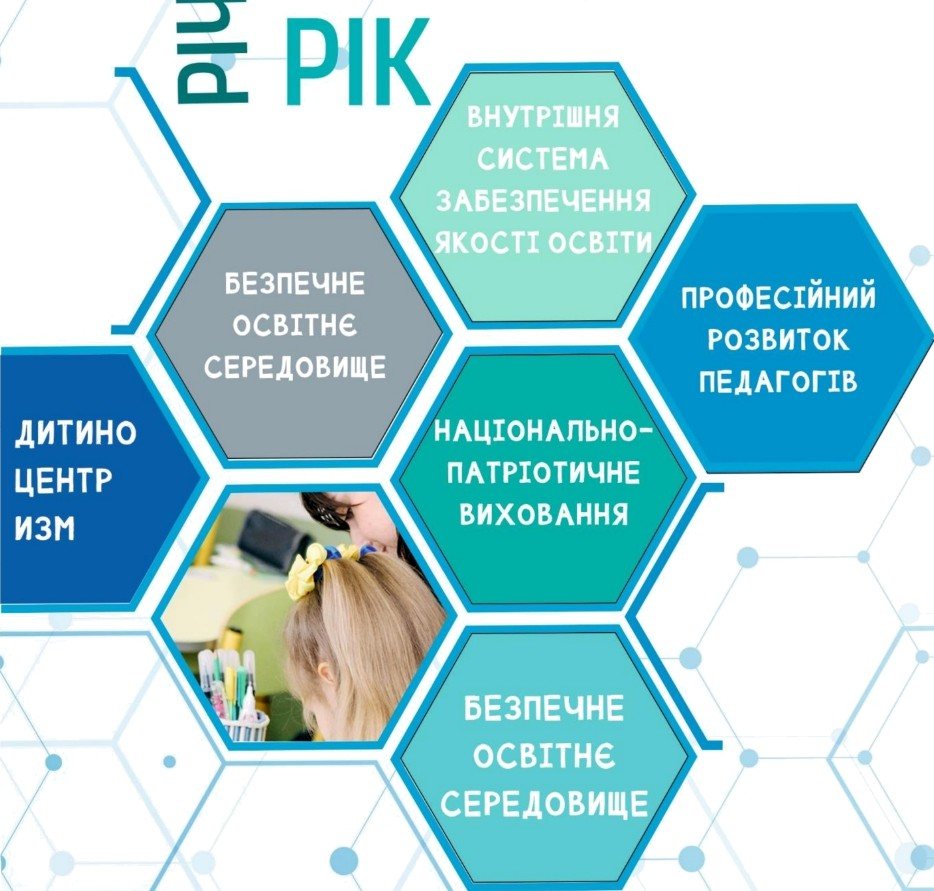 РІК
ВНУТРІШНЯ
СИСТЕМА
ЗАБЕЗПЕЧЕННЯ
ЯКОСТІ ОСВІТИ
БЕЗПЕЧНЕ
ОСВІТНЄ
СЕРЕДОВИЩЕ
ПРОФЕСІЙНИЙ
РОЗВИТОК
ПЕДАГОГІВ
ДИТИНО
ЦЕНТР
ИЗМ
НАЦІОНАЛЬНО-
ПАТРІОТИЧНЕ
ВИХОВАННЯ
БЕЗПЕЧНЕ
ОСВІТНЄ
СЕРЕДОВИЩЕ